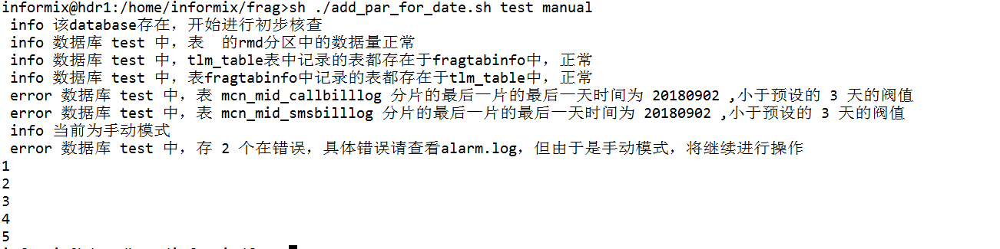 informix@hdr1:/home/informix/frag>sh ./add_par_for_date.sh test manual
info 该database存在，开始进行初步核查
info 数据库 test 中，表  的rmd分区中的数据量正常
info 数据库 test 中，tlm_table表中记录的表都存在于fragtabinfo中，正常
info 数据库 test 中，表fragtabinfo中记录的表都存在于tlm_table中，正常
error 数据库 test 中，表 mcn_mid_callbilllog 分片的最后一片的最后一天时间为 20180902 ,小于预设的 3 天的阀值
error 数据库 test 中，表 mcn_mid_smsbilllog 分片的最后一片的最后一天时间为 20180902 ,小于预设的 3 天的阀值
info 当前为手动模式
error 数据库 test 中，存 2 个在错误，具体错误请查看alarm.log，但由于是手动模式，将继续进行操作
1
2
3
4
5